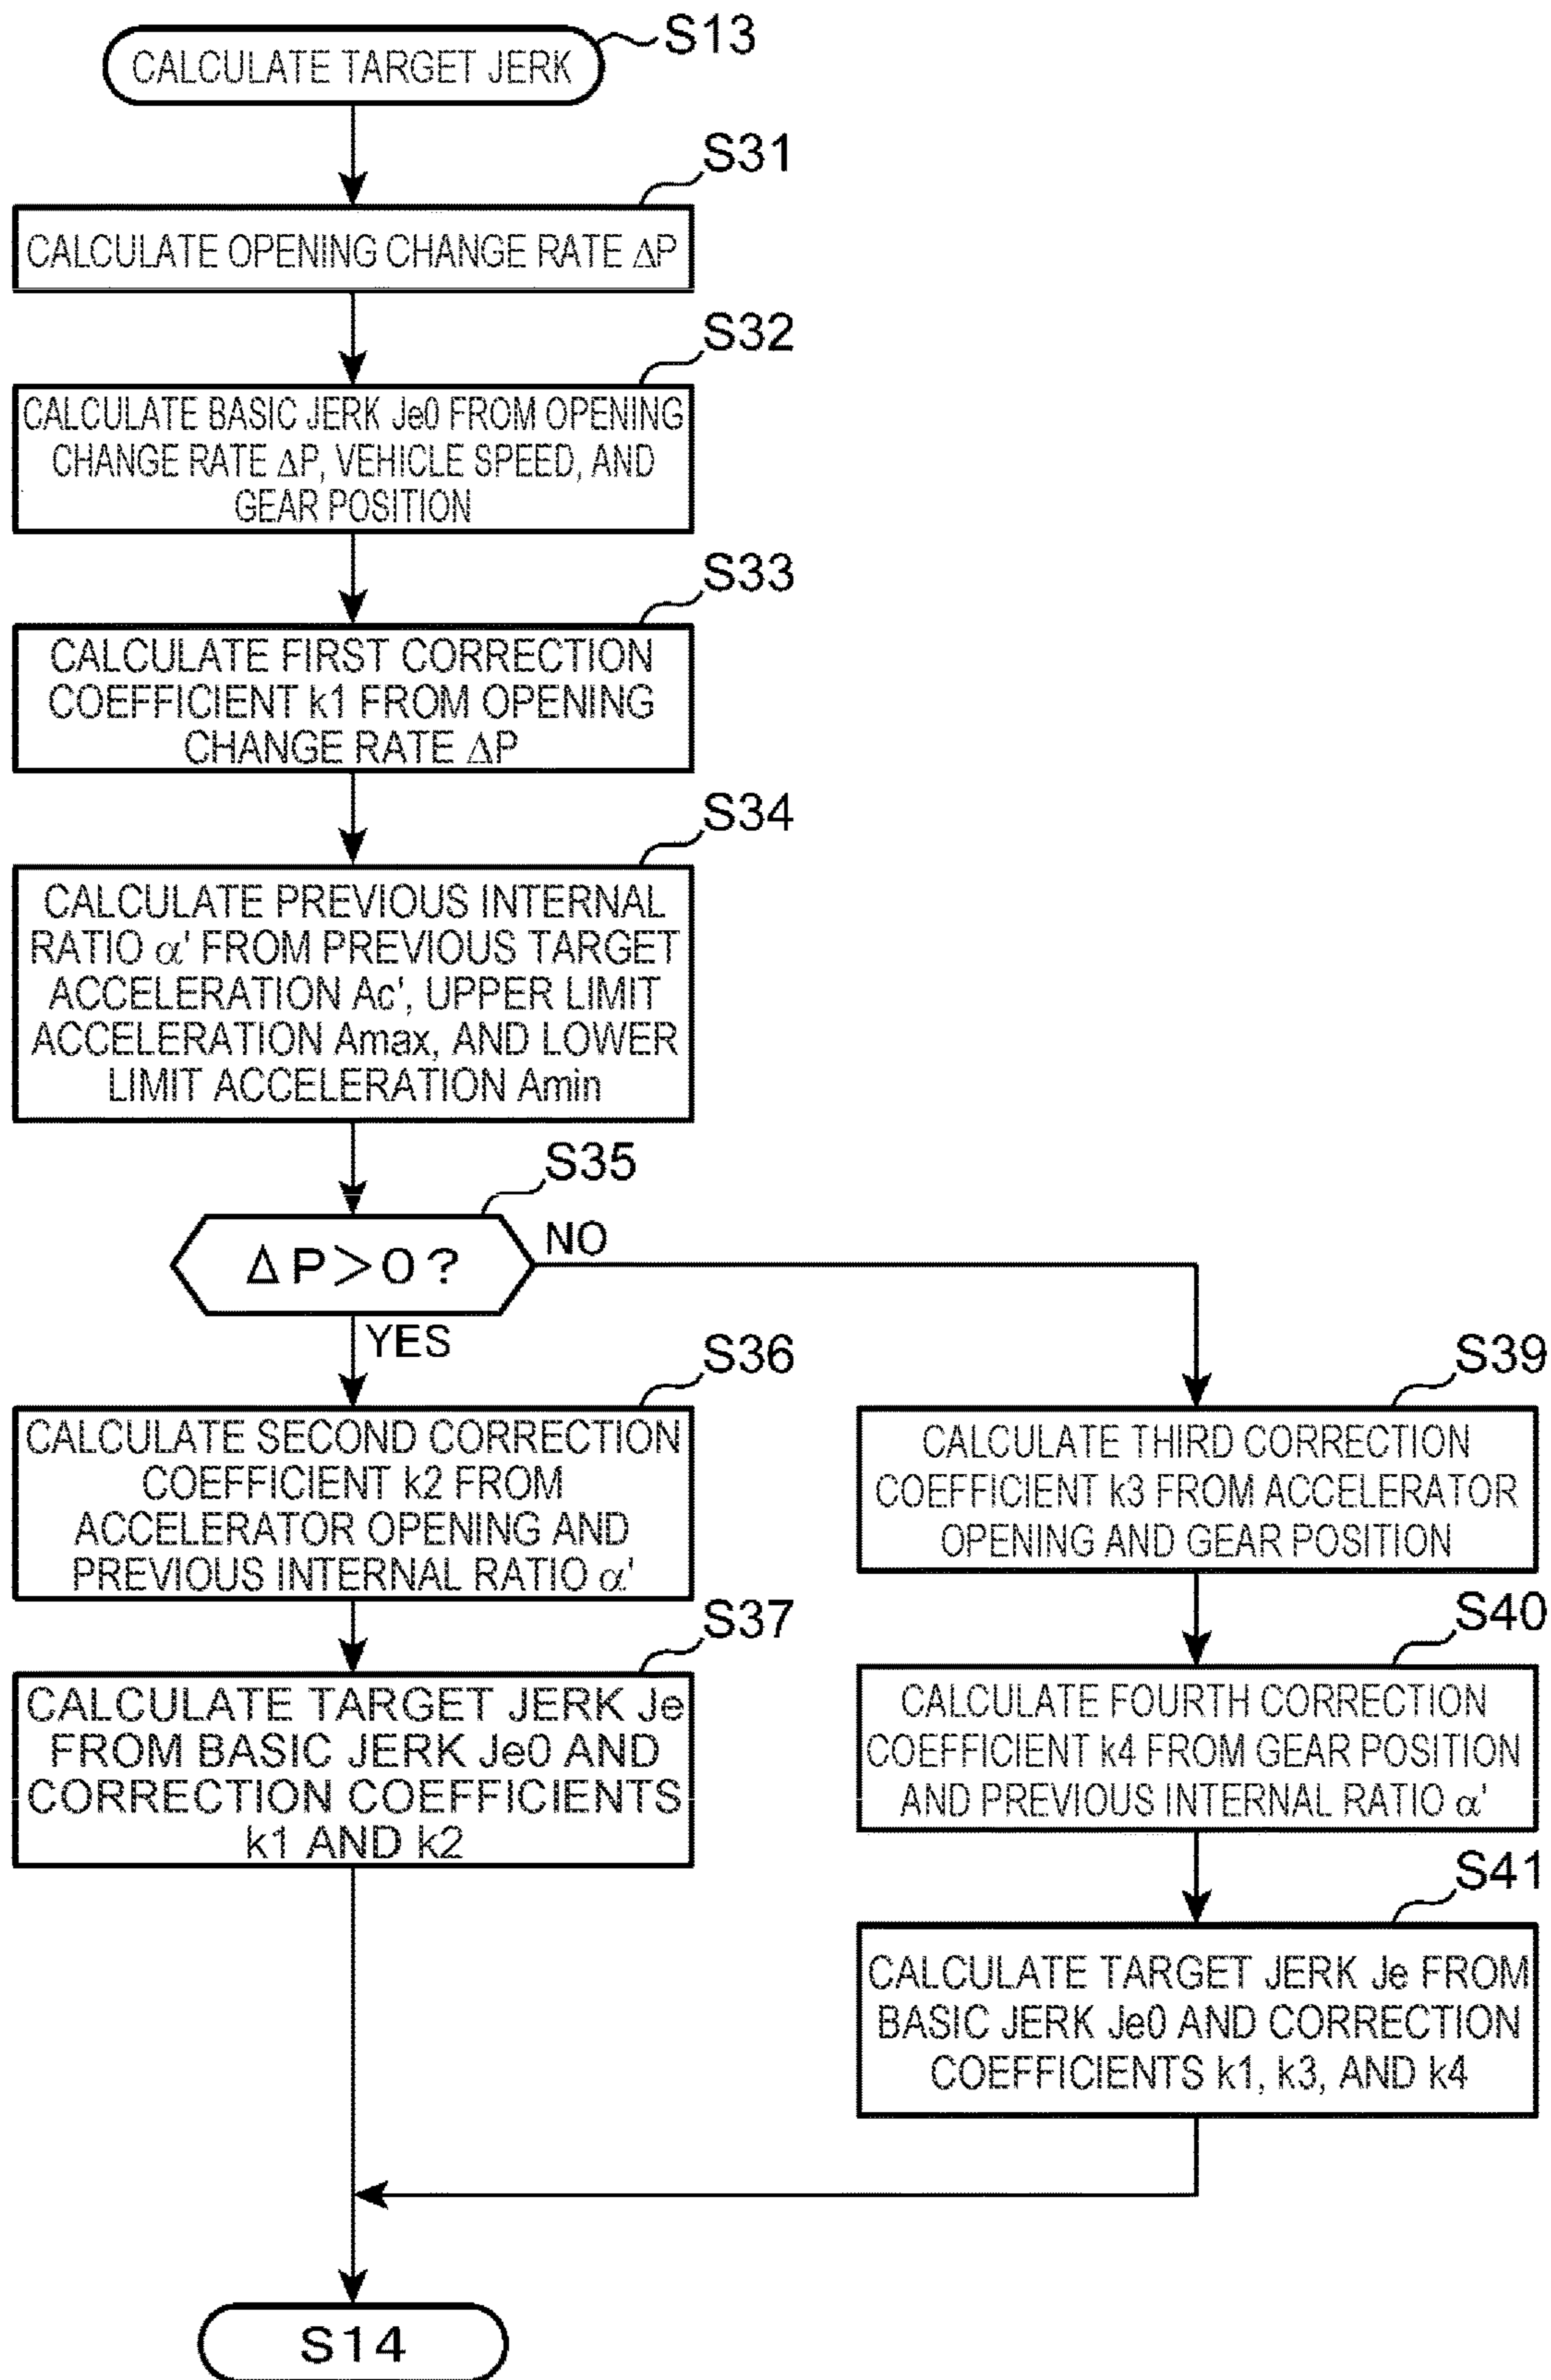 S13
CALCULATE TARGET JERK
S31
CALCULATE OPENING CHANGE RATE ΔP
S32
CALCULATE BASIC JERK Je0 FROM OPENING
CHANGE RATE ΔP, VEHICLE SPEED, AND
GEAR POSITION
S33
CALCULATE FIRST CORRECTION
COEFFICIENT k1 FROM OPENING
CHANGE RATE ΔP
S34
CALCULATE PREVIOUS INTERNAL
RATIO α' FROM PREVIOUS TARGET
ACCELERATION Ac', UPPER LIMIT
ACCELERATION Amax, AND LOWER
LIMIT ACCELERATION Amin
S35
ΔP>0?
NO
YES
S36
CALCULATE SECOND CORRECTION
COEFFICIENT k2 FROM
ACCELERATOR OPENING AND
PREVIOUS INTERNAL RATIO α'
S37
CALCULATE TARGET JERK Je
FROM BASIC JERK Je0 AND
CORRECTION COEFFICIENTS
k1 AND k2
S39
CALCULATE THIRD CORRECTION
COEFFICIENT k3 FROM ACCELERATOR
OPENING AND GEAR POSITION
S40
CALCULATE FOURTH CORRECTION
COEFFICIENT k4 FROM GEAR POSITION
AND PREVIOUS INTERNAL RATIO α'
S41
CALCULATE TARGET JERK Je FROM
BASIC JERK Je0 AND CORRECTION
COEFFICIENTS k1, k3, AND k4
S14